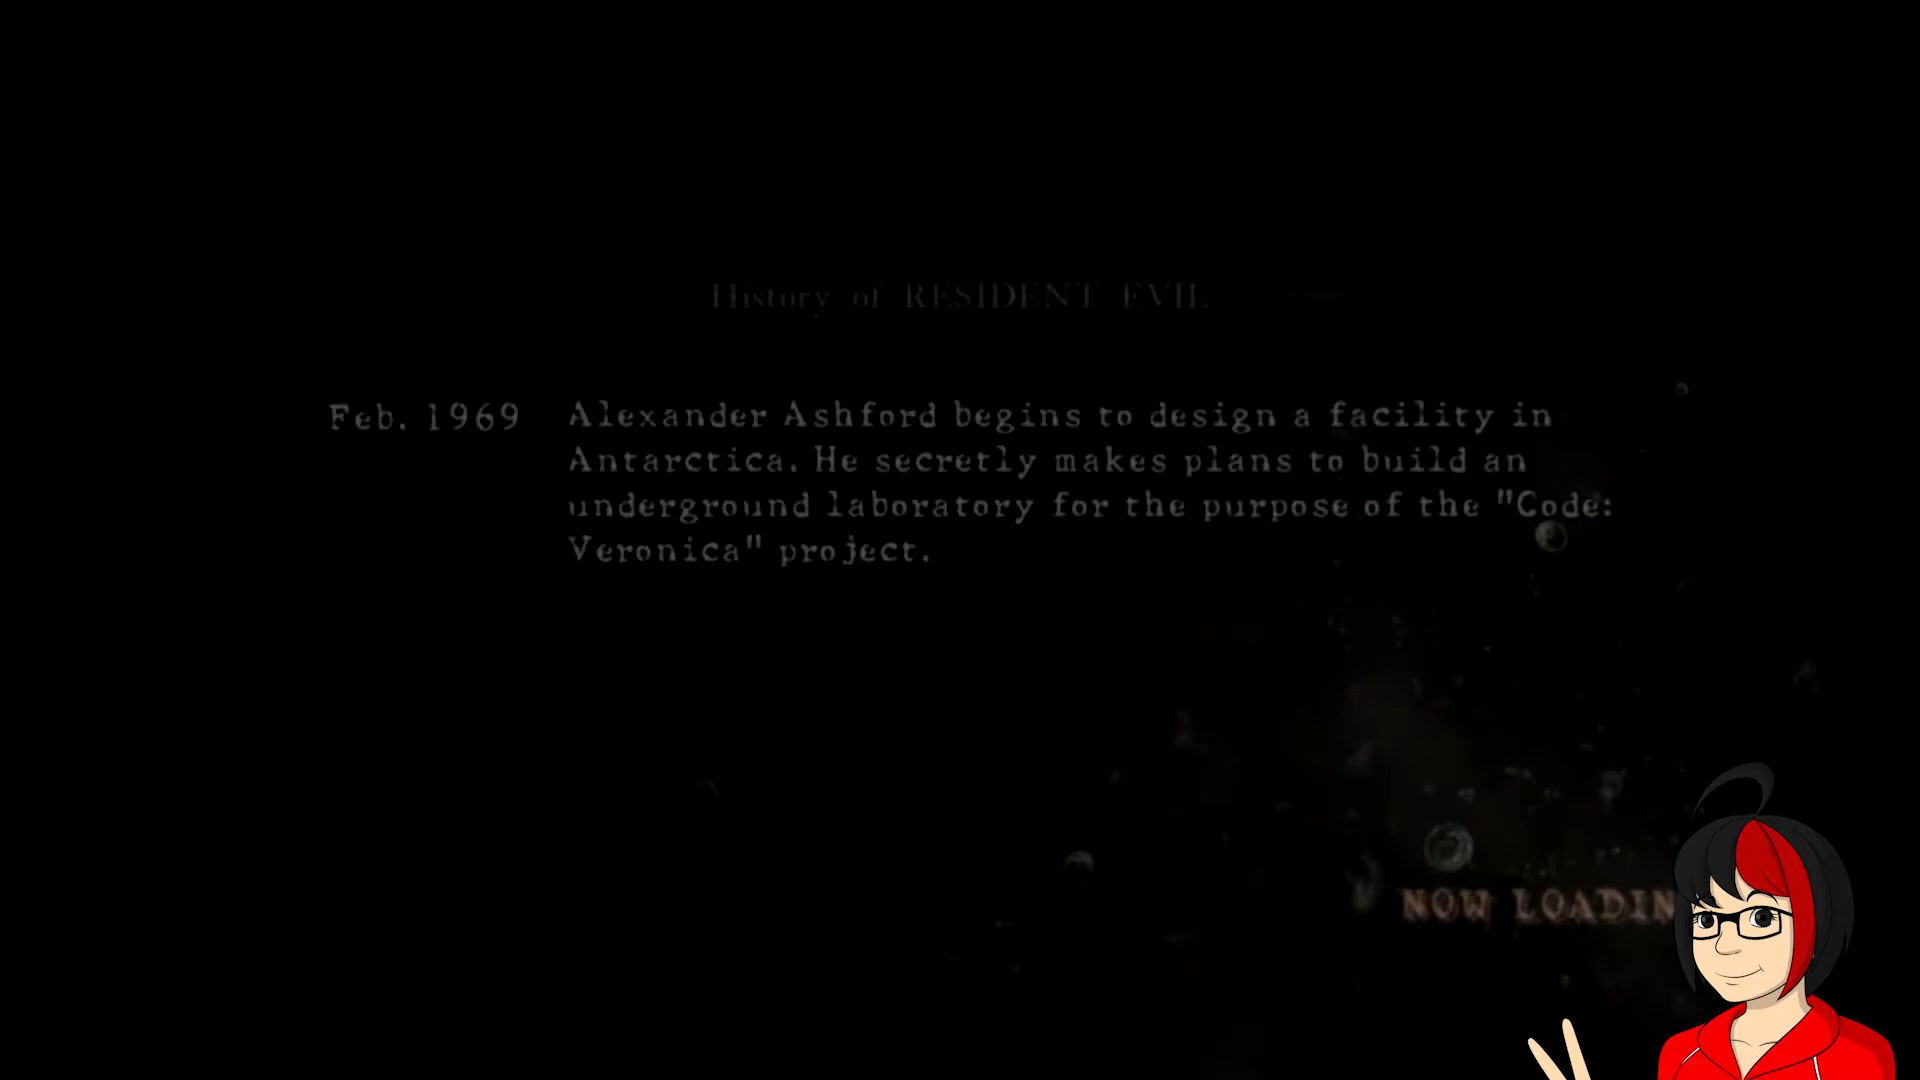 History of RESIDENT EVIL
Feb. 1969 Alexander Ashford begins to design a facility in
Antarctica. He secretly makes plans to build an
underground laboratory for the purpose of the "Code:
Veronica" project.
NOW LOADIN